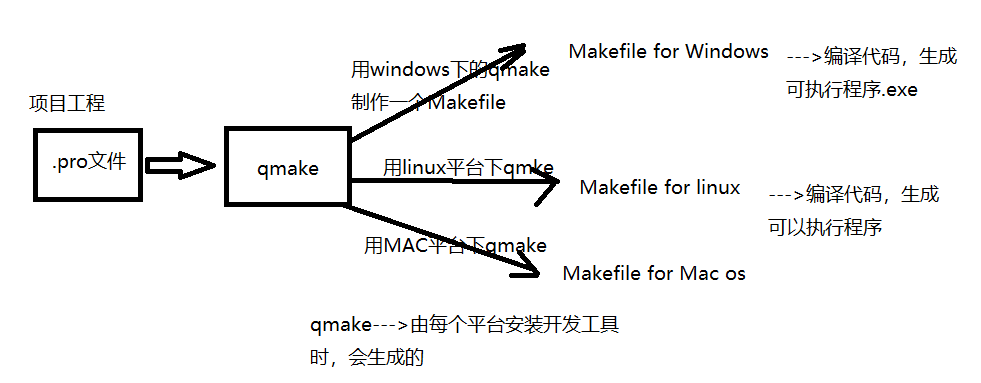 Makefile for Windows
--->编译代码，生成
可执行程序.exe
用windows下的qmake
制作一个Makefile
项目工程
.pro文件
qmake
用linux平台下qmke
Makefile for linux
--->编译代码，生成
可以执行程序
用MAC平台下qmake
Makefile for Mac os
qmake--->由每个平台安装开发工具
时，会生成的